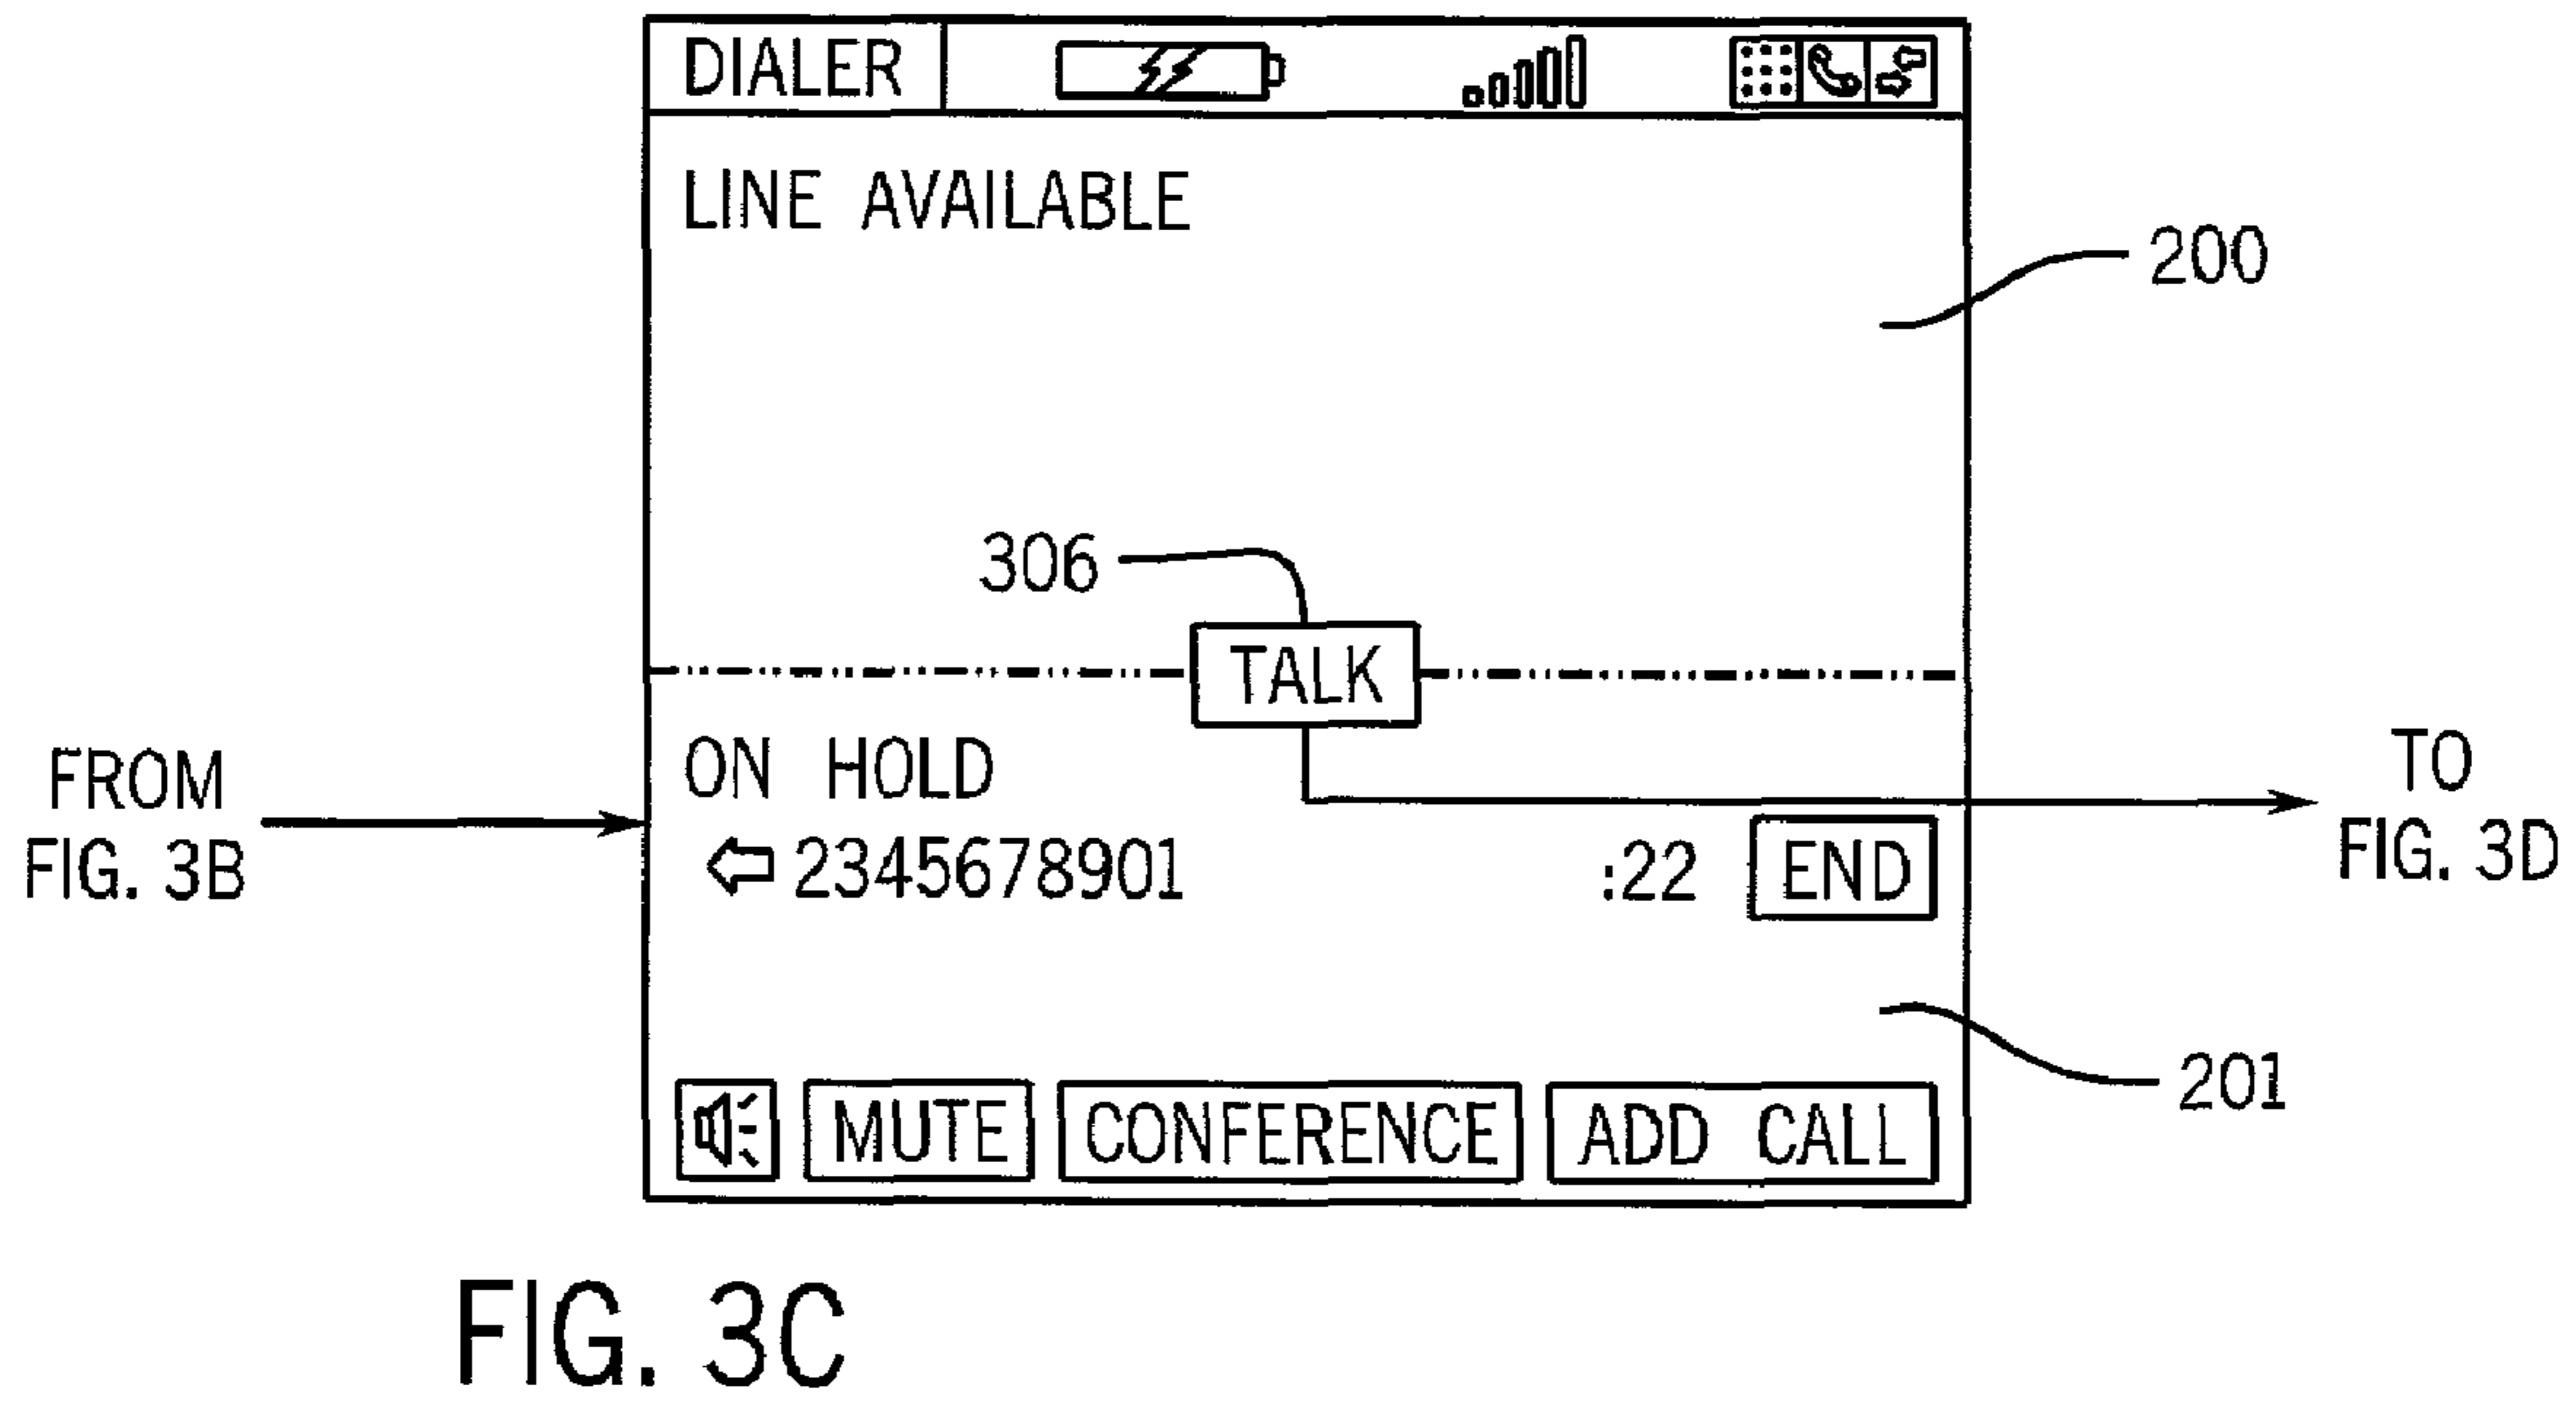 DIALER
LINE AVAILABLE
200
306
TALK
FROM
FIG. 3B
ON HOLD
TO
FIG. 3D
2345678901 :22 END
201
MUTE CONFERENCE ADD CALL
FIG. 3C